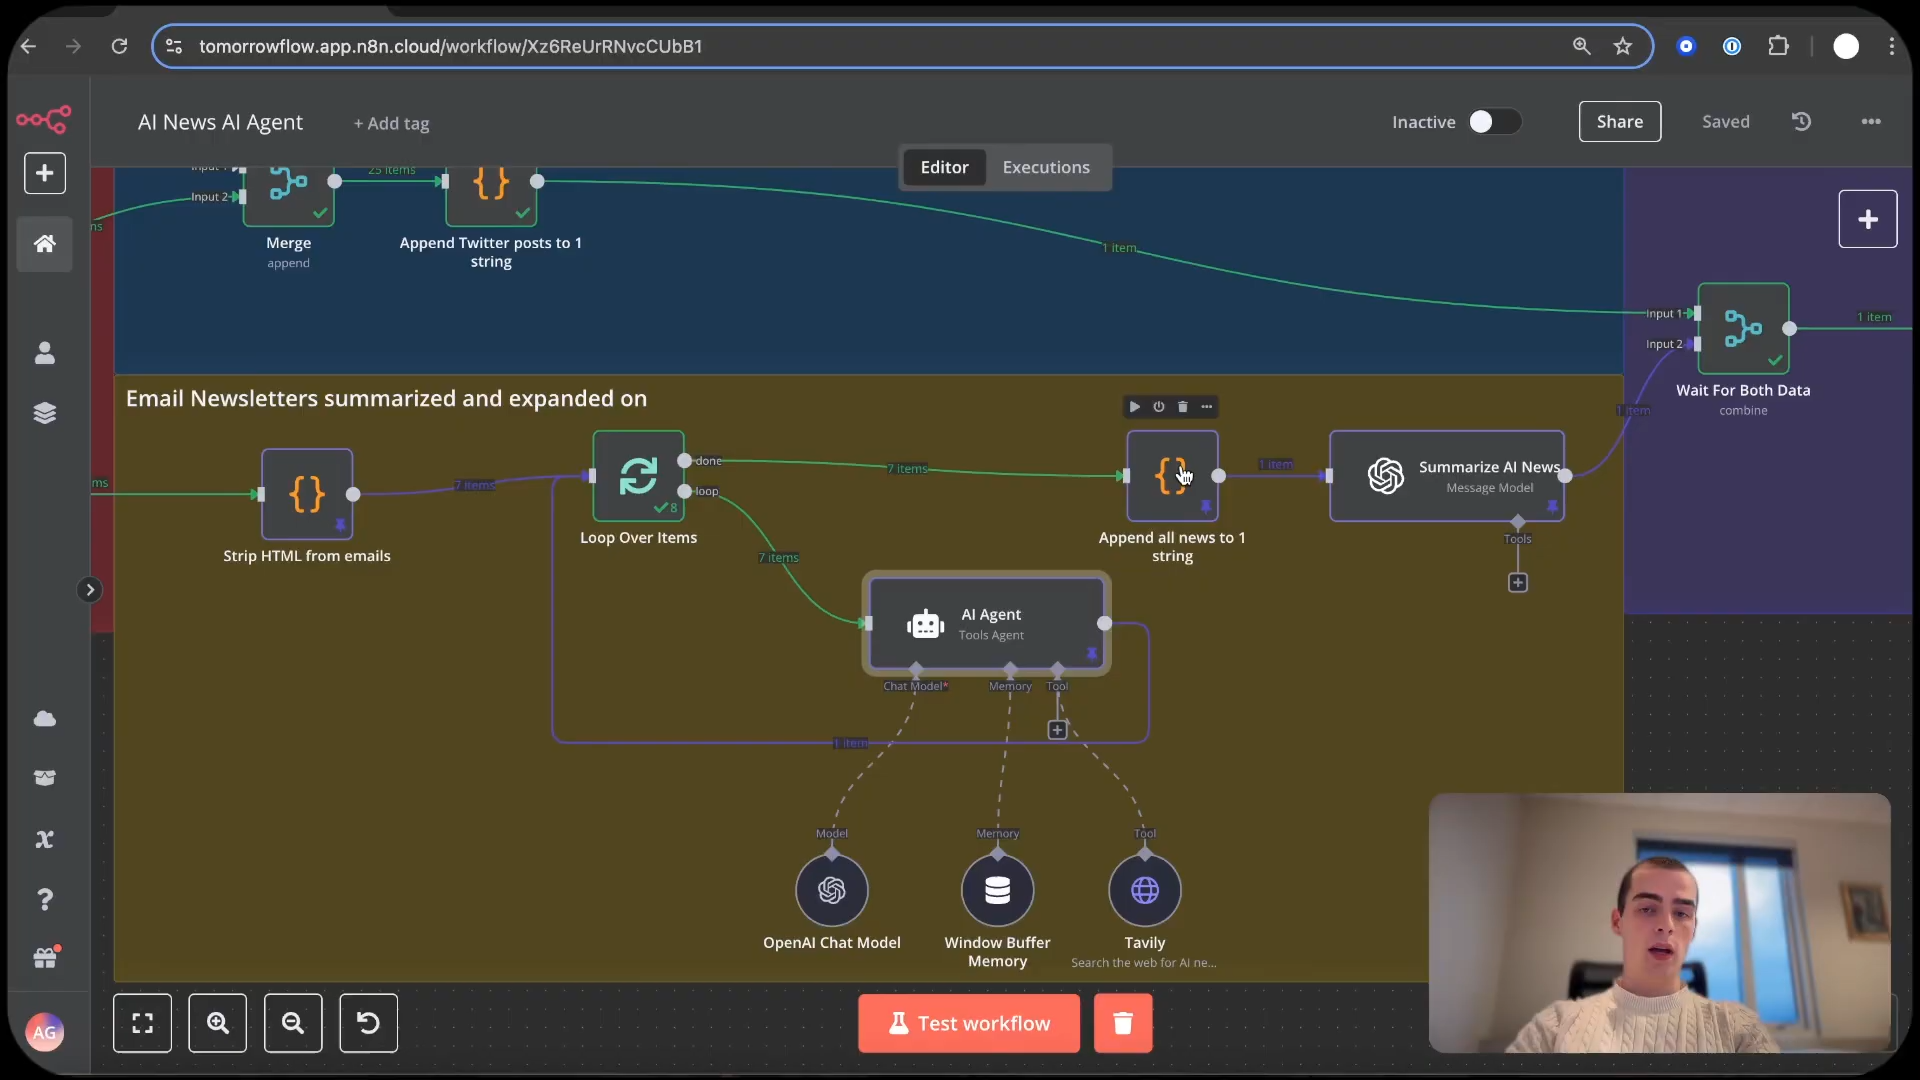 tomorrowflow.app.n8n.cloud/workflow/Xz6ReUrRNvcCUbB1
AI News AI Agent
+ Add tag
Inactive
Share
Saved
Editor
Executions
25 items
Input 2
Merge
append
Append Twitter posts to 1
string
1 item
Input 1
Input 2
1 item
Wait For Both Data
combine
1 item
Email Newsletters summarized and expanded on
ms
7 items
done
loop
8
7 items
1 item
Summarize AI News
Message Model
Strip HTML from emails
Loop Over Items
Append all news to 1
string
Tools
7 items
AI Agent
Tools Agent
Chat Model*
Memory
Tool
1 item
Model
Memory
Tool
OpenAI Chat Model
Window Buffer
Memory
Tavily
Search the web for AI ne...
AG
Test workflow